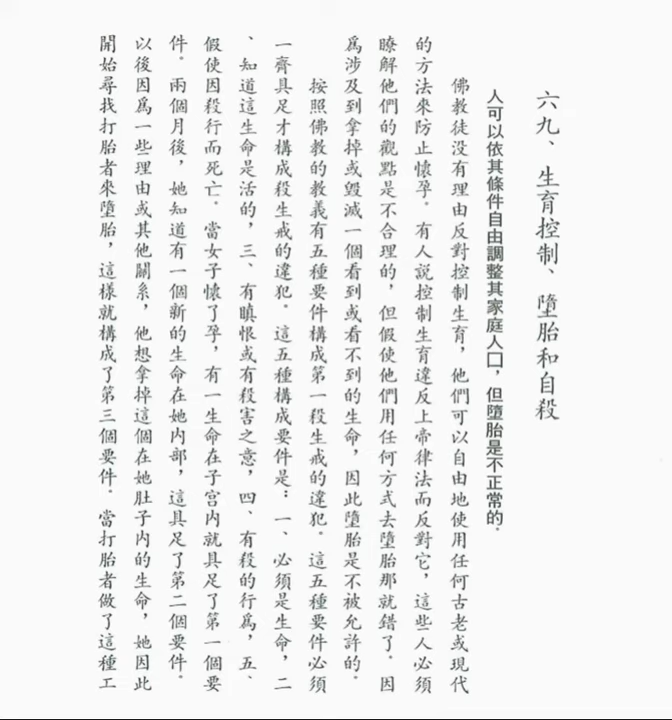 六九、生育控制、墮胎和自殺
人可以依其條件自由調整其家庭人口，但墮胎是不正常的．
佛教徒没有理由反對控制生育，他們可以自由地使用任何古老或現代
的方法來防止懷孕．有人説控制生育違反上帝律法而反對它，這些人必須
瞭解他們的觀點是不合理的，但假使他們用任何方式去墮胎那就錯了．因
爲涉及到拿掉或毁滅一個看到或看不到的生命，因此墮胎是不被允許的．
按照佛教的教義有五種要件構成第一殺生戒的違犯．這五種要件必須
一齊具足才構成殺生戒的違犯．這五種構成要件是：一、必須是生命，二
、知道這生命是活的，三、有瞋恨或有殺害之意，四、有殺的行爲，五、
假使因殺行而死亡．當女子懷了孕，有一生命在子宫内就具足了第一個要
件．兩個月後，她知道有一個新的生命在她内部，這具足了第二個要件．
以後因爲一些理由或其他關系，他想拿掉這個在她肚子内的生命，她因此
開始尋找打胎者來墮胎，這樣就構成了第三個要件．當打胎者做了這種工